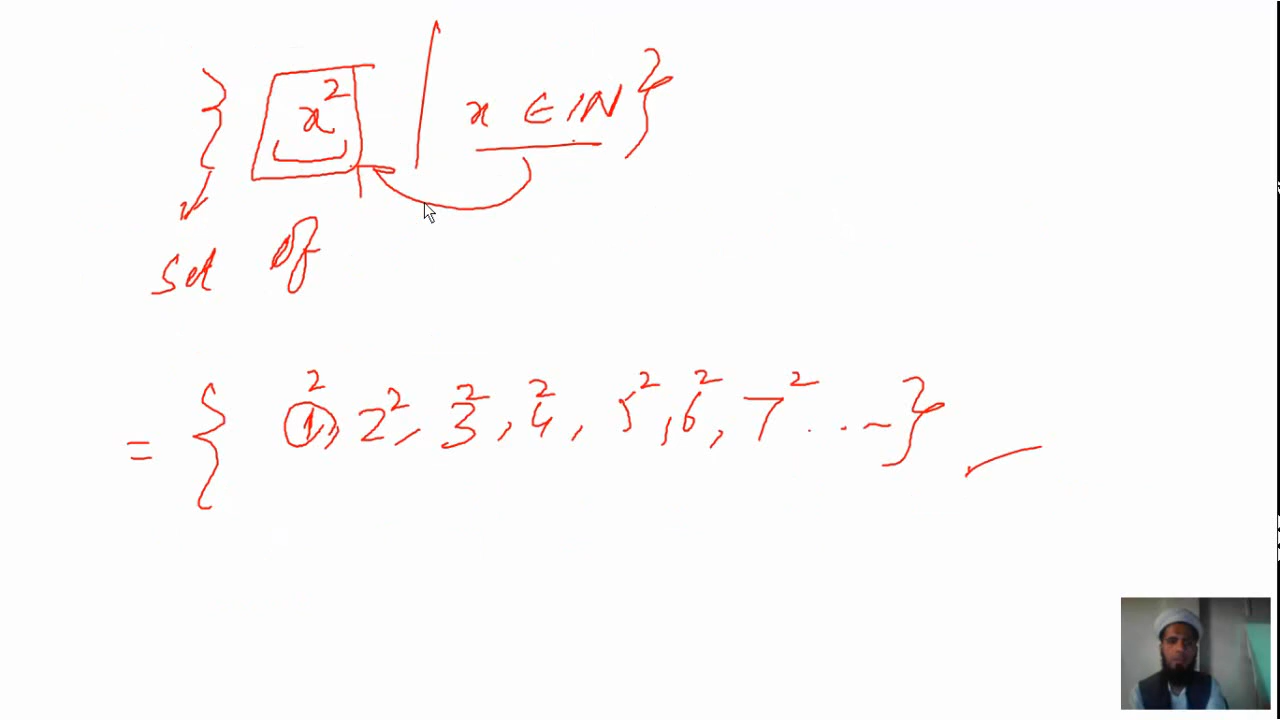 } x² | x ∈ IN }
set of
= { 1², 2², 3², 4², 5², 6², 7² ... }